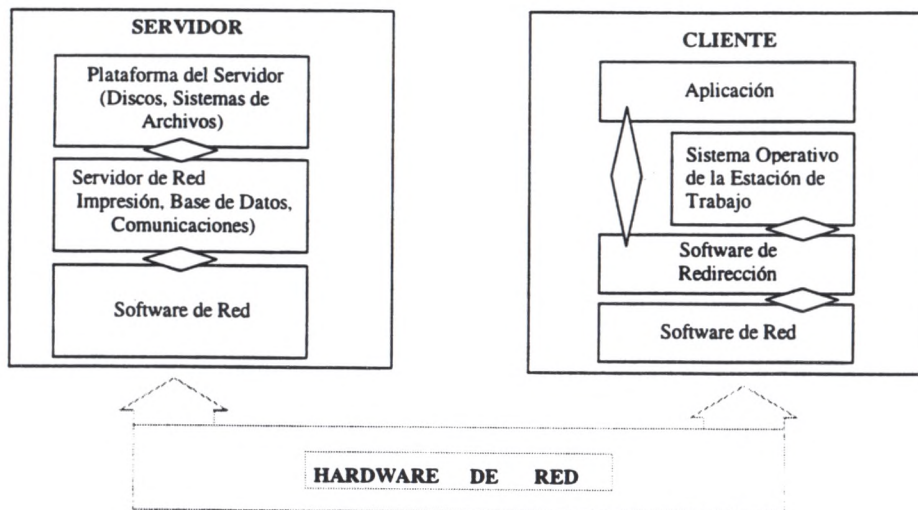 SERVIDOR
Plataforma del Servidor
(Discos, Sistemas de
Archivos)
Servidor de Red
Impresión, Base de Datos,
Comunicaciones)
Software de Red
CLIENTE
Aplicación
Sistema Operativo
de la Estación de
Trabajo
Software de
Redirección
Software de Red
HARDWARE DE RED